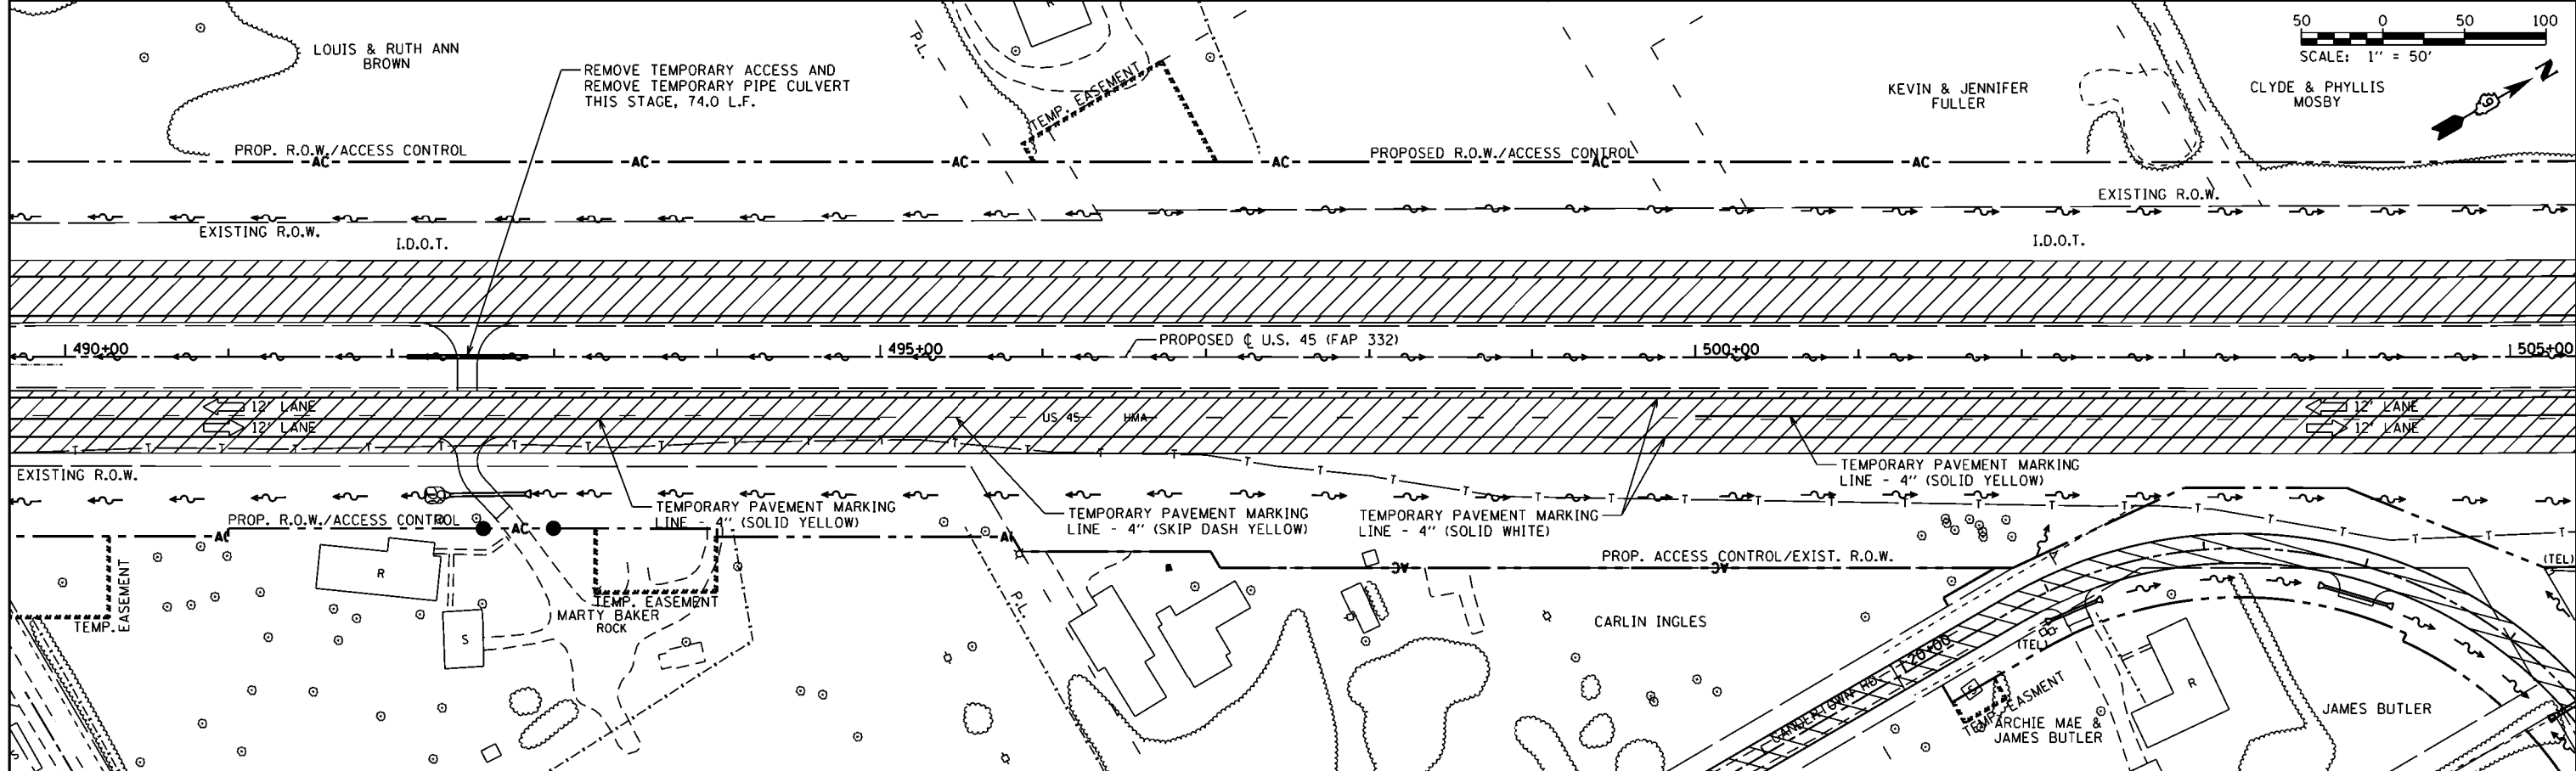 50 0 50 100
SCALE: 1" = 50'
N
LOUIS & RUTH ANN
BROWN
REMOVE TEMPORARY ACCESS AND
REMOVE TEMPORARY PIPE CULVERT
THIS STAGE, 74.0 L.F.
P.L.
R
TEMP. EASEMENT
KEVIN & JENNIFER
FULLER
CLYDE & PHYLLIS
MOSBY
PROP. R.O.W./ACCESS CONTROL
PROPOSED R.O.W./ACCESS CONTROL
AC AC AC AC AC AC
EXISTING R.O.W.
EXISTING R.O.W.
I.D.O.T.
I.D.O.T.
PROPOSED ℄ U.S. 45 (FAP 332)
490+00 495+00 500+00 505+00
12' LANE
12' LANE
US 45 HMA
12' LANE
12' LANE
T T T T T T T T T T T T T T T T T T T T T T T T T T
EXISTING R.O.W.
TEMPORARY PAVEMENT MARKING
LINE - 4" (SOLID YELLOW)
TEMPORARY PAVEMENT MARKING
LINE - 4" (SKIP DASH YELLOW)
TEMPORARY PAVEMENT MARKING
LINE - 4" (SOLID WHITE)
TEMPORARY PAVEMENT MARKING
LINE - 4" (SOLID YELLOW)
PROP. R.O.W./ACCESS CONTROL
AC AC
PROP. ACCESS CONTROL/EXIST. R.O.W.
AC AC
(TEL)
R
TEMP. EASEMENT
TEMP. EASEMENT
MARTY BAKER
ROCK
S
P.L.
CARLIN INGLES
120+00
(TEL)
S
TEMP. EASMENT
ARCHIE MAE &
JAMES BUTLER
R
JAMES BUTLER
S